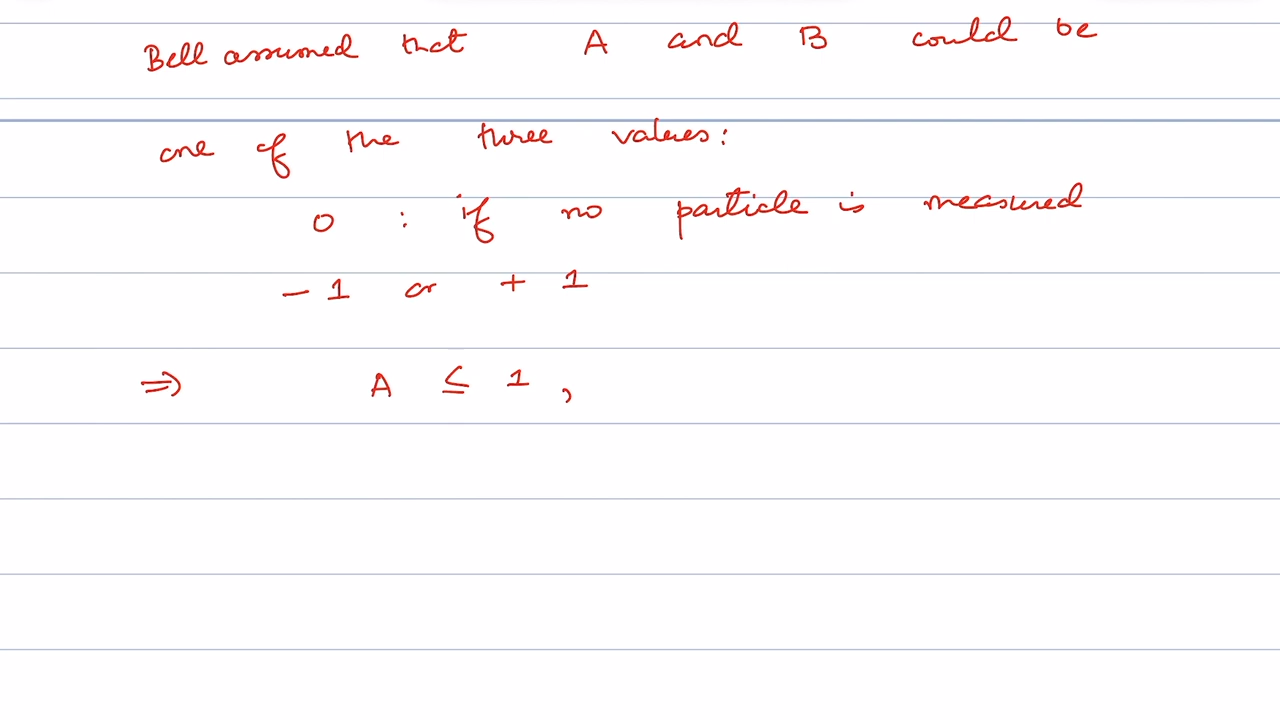 Bell assumed that A and B could be
one of the three values:
0 : if no particle is measured
- 1 or + 1
⇒ A ≤ 1 ,